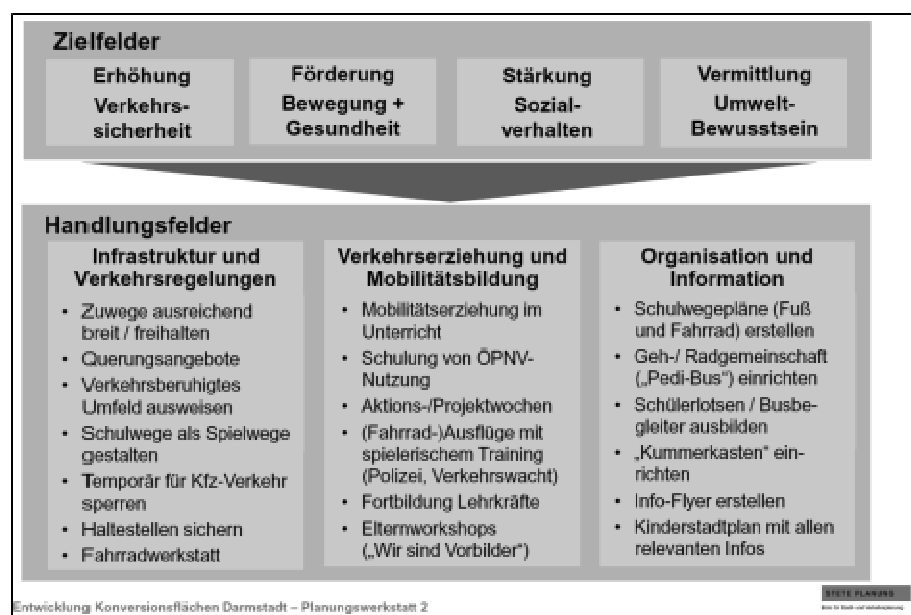 Zielfelder
Erhöhung
Verkehrs-
sicherheit
Förderung
Bewegung +
Gesundheit
Stärkung
Sozial-
verhalten
Vermittlung
Umwelt-
Bewusstsein
Handlungsfelder
Infrastruktur und
Verkehrsregelungen
• Zuwege ausreichend
breit / freihalten
• Querungsangebote
• Verkehrsberuhigtes
Umfeld ausweisen
• Schulwege als Spielwege
gestalten
• Temporär für Kfz-Verkehr
sperren
• Haltestellen sichern
• Fahrradwerkstatt
Verkehrserziehung und
Mobilitätsbildung
• Mobilitätserziehung im
Unterricht
• Schulung von ÖPNV-
Nutzung
• Aktions-/Projektwochen
• (Fahrrad-)Ausflüge mit
spielerischem Training
(Polizei, Verkehrswacht)
• Fortbildung Lehrkräfte
• Elternworkshops
(„Wir sind Vorbilder“)
Organisation und
Information
• Schulwegepläne (Fuß
und Fahrrad) erstellen
• Geh-/ Radgemeinschaft
(„Pedi-Bus“) einrichten
• Schülerlotsen / Busbe-
gleiter ausbilden
• „Kummerkasten“ ein-
richten
• Info-Flyer erstellen
• Kinderstadtplan mit allen
relevanten Infos
Entwicklung Konversionsflächen Darmstadt – Planungswerkstatt 2
STETE PLANUNG
Büro für Stadt- und Verkehrsplanung